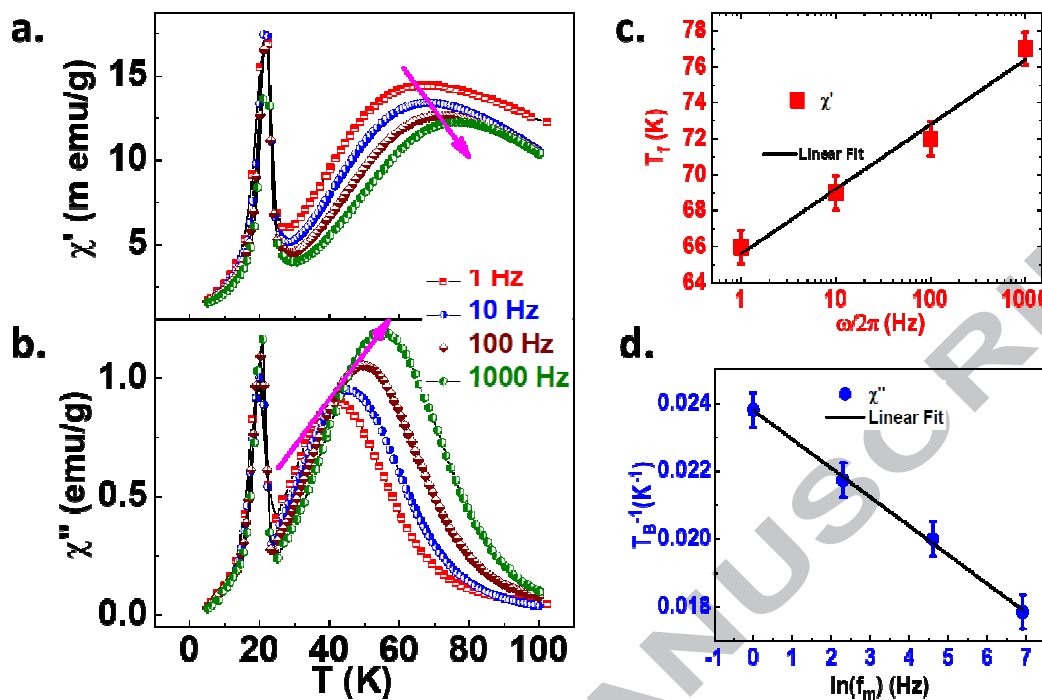 a.
χ' (m emu/g)
15
10
5
1 Hz
10 Hz
100 Hz
1000 Hz
b.
χ''' (emu/g)
1.0
0.5
0.0
0 20 40 60 80 100
T (K)
c.
T_f (K)
78
76
74
72
70
68
66
64
χ'
Linear Fit
1 10 100 1000
ω/2π (Hz)
d.
T_B^-1(K^-1)
0.024
0.022
0.020
0.018
χ''
Linear Fit
-1 0 1 2 3 4 5 6 7
ln(f_m) (Hz)